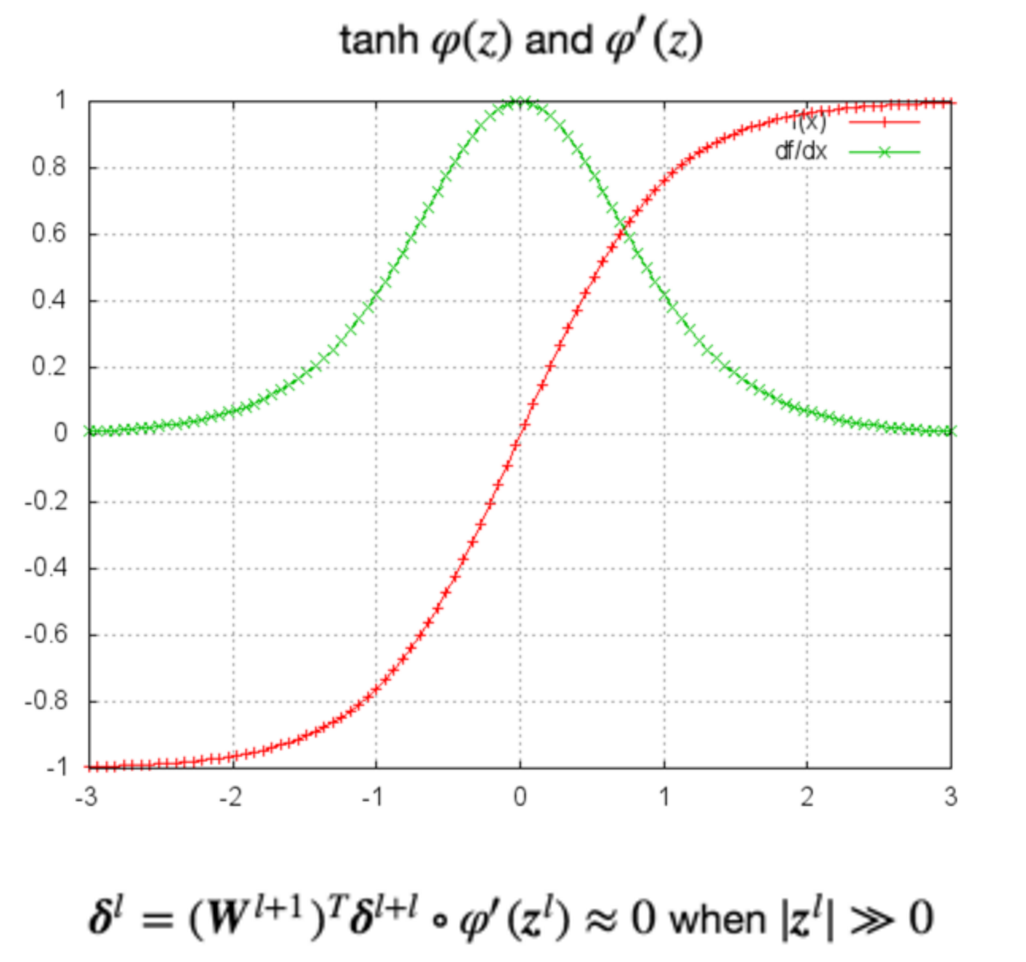 tanh φ(z) and φ′(z)
1
0.8
0.6
0.4
0.2
0
-0.2
-0.4
-0.6
-0.8
-1
f(x)
df/dx
-3 -2 -1 0 1 2 3
δ^l = (W^{l+1})^T δ^{l+l} ∘ φ′(z^l) ≈ 0 when |z^l| ≫ 0